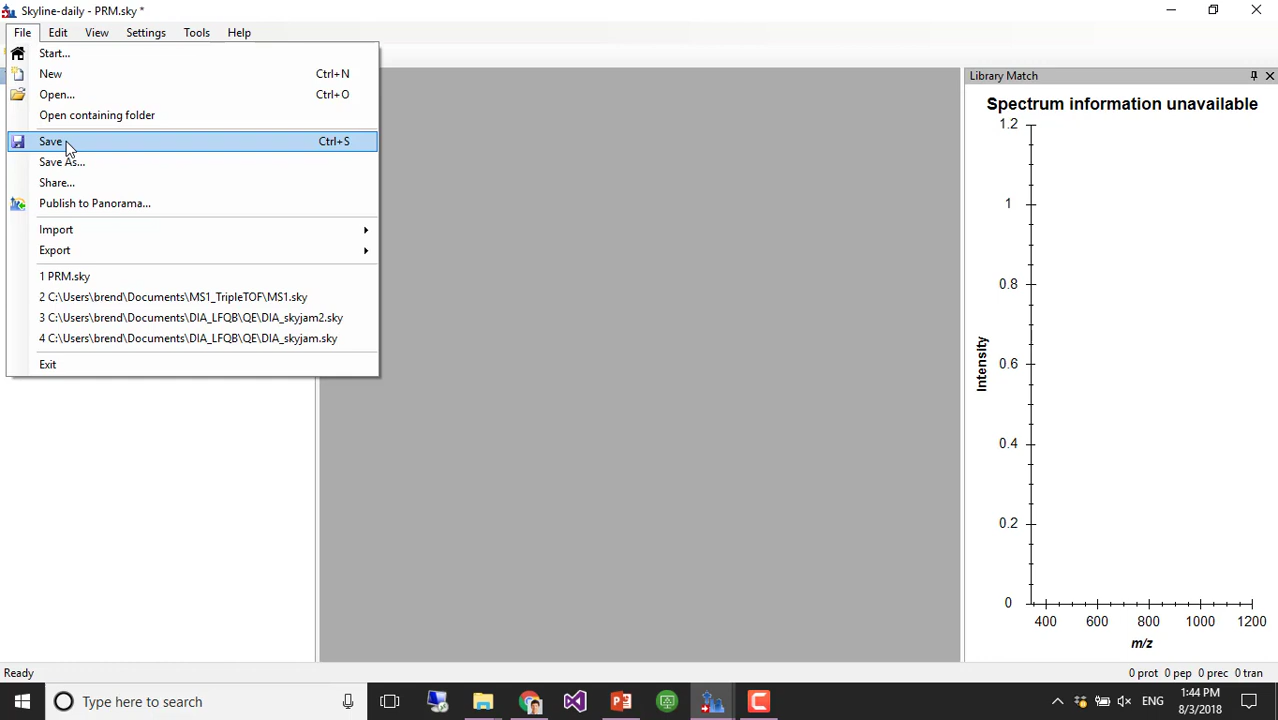 Skyline-daily - PRM.sky *
File Edit View Settings Tools Help
Start...
New Ctrl+N
Open... Ctrl+O
Open containing folder
Save Ctrl+S
Save As...
Share...
Publish to Panorama...
Import
Export
1 PRM.sky
2 C:\Users\brend\Documents\MS1_TripleTOF\MS1.sky
3 C:\Users\brend\Documents\DIA_LFQB\QE\DIA_skyjam2.sky
4 C:\Users\brend\Documents\DIA_LFQB\QE\DIA_skyjam.sky
Exit
Library Match
Spectrum information unavailable
1.2
1
0.8
0.6
0.4
0.2
0
Intensity
400 600 800 1000 1200
m/z
Ready
0 prot 0 pep 0 prec 0 tran
Type here to search
ENG
1:44 PM
8/3/2018